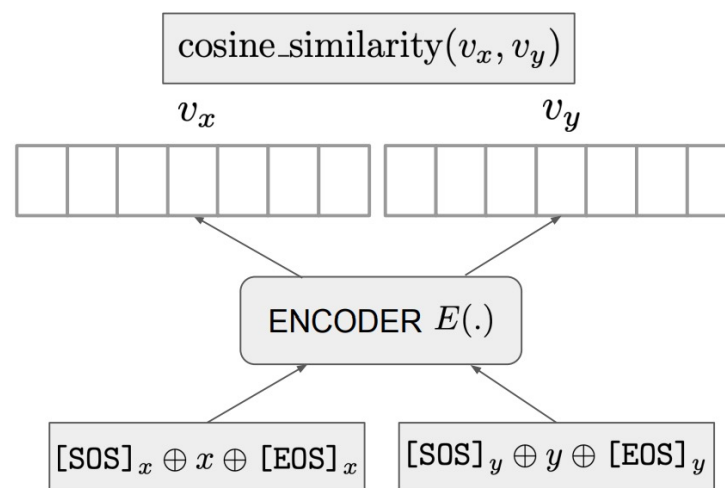 cosine_similarity(v_x, v_y)
v_x v_y
ENCODER E(.)
[SOS]_x ⊕ x ⊕ [EOS]_x [SOS]_y ⊕ y ⊕ [EOS]_y